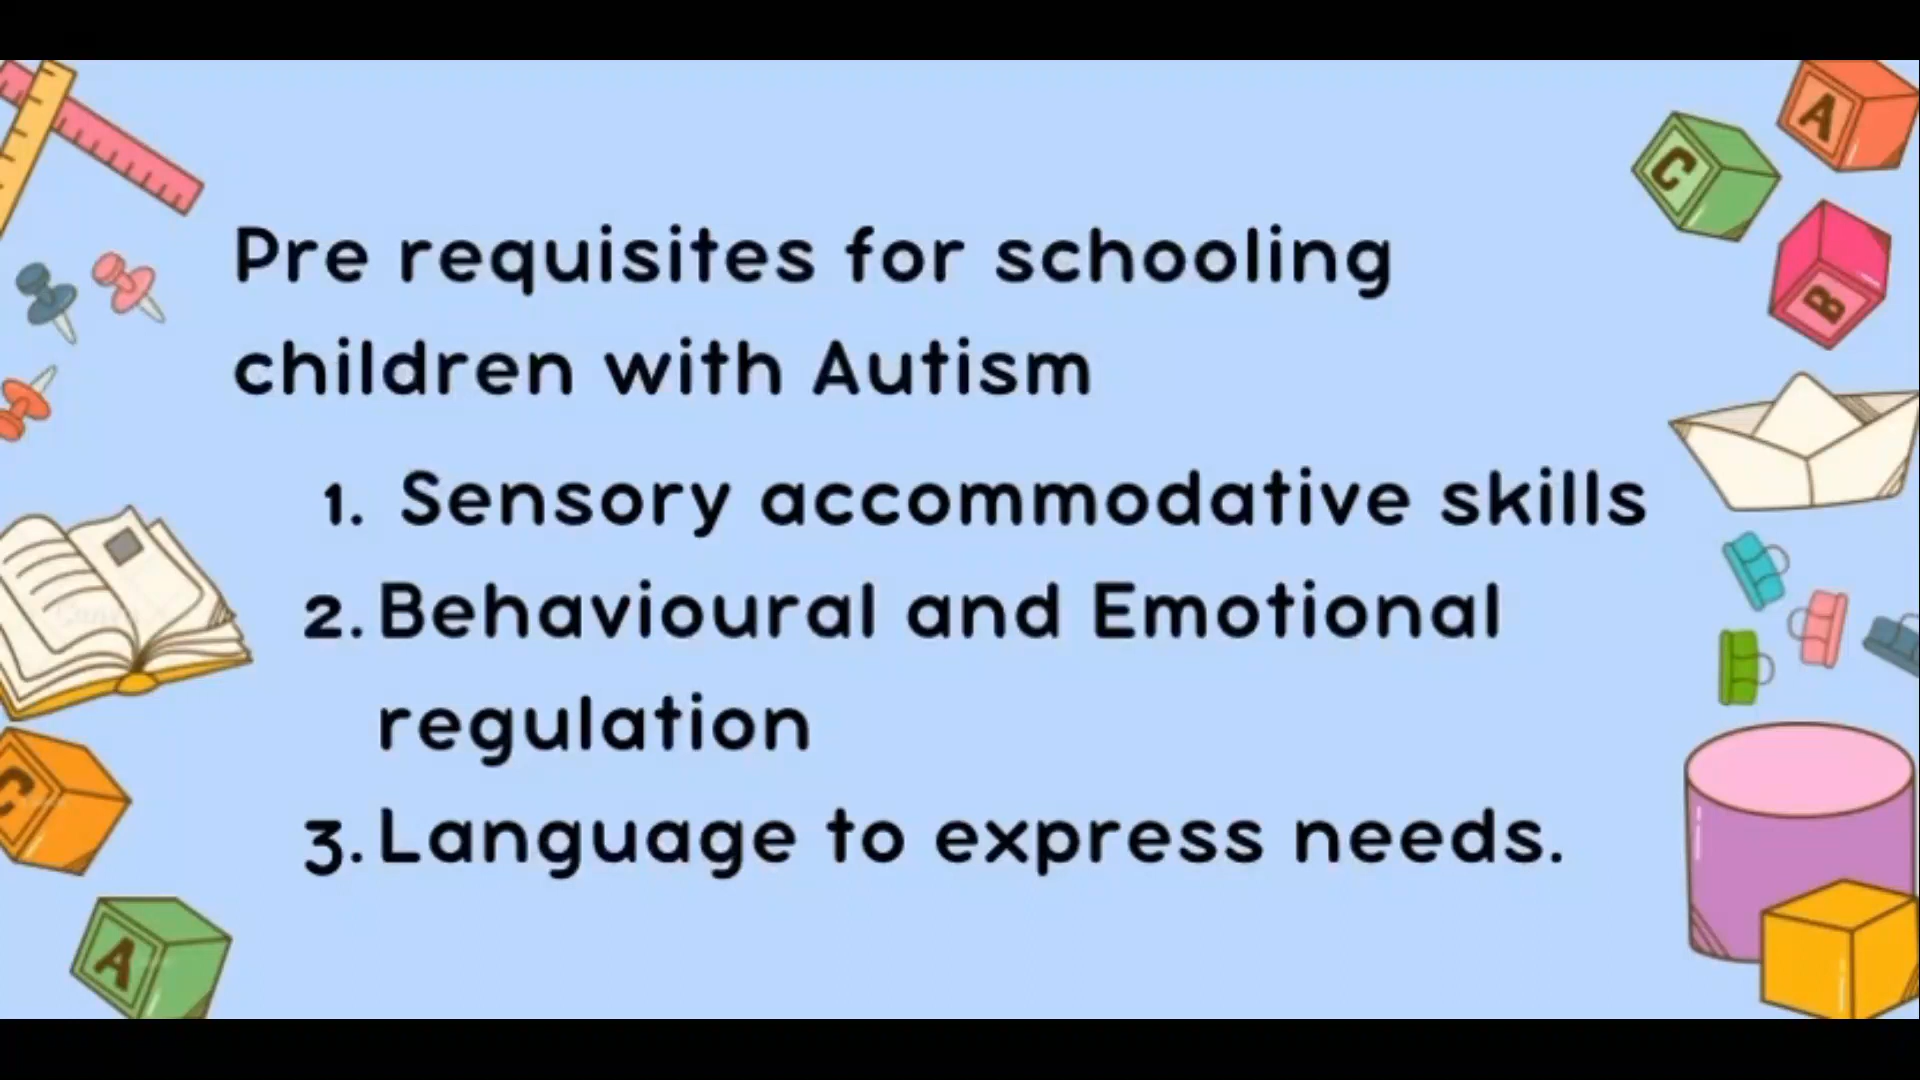 Pre requisites for schooling
children with Autism
1. Sensory accommodative skills
2. Behavioural and Emotional
regulation
3. Language to express needs.
A
C
B
C
A